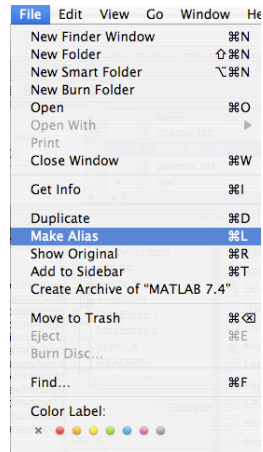 File Edit View Go Window He
New Finder Window ⌘N
New Folder ⇧⌘N
New Smart Folder ⌥⌘N
New Burn Folder
Open ⌘O
Open With ▶
Print
Close Window ⌘W
Get Info ⌘I
Duplicate ⌘D
Make Alias ⌘L
Show Original ⌘R
Add to Sidebar ⌘T
Create Archive of "MATLAB 7.4"
Move to Trash ⌘⌫
Eject ⌘E
Burn Disc...
Find... ⌘F
Color Label:
×